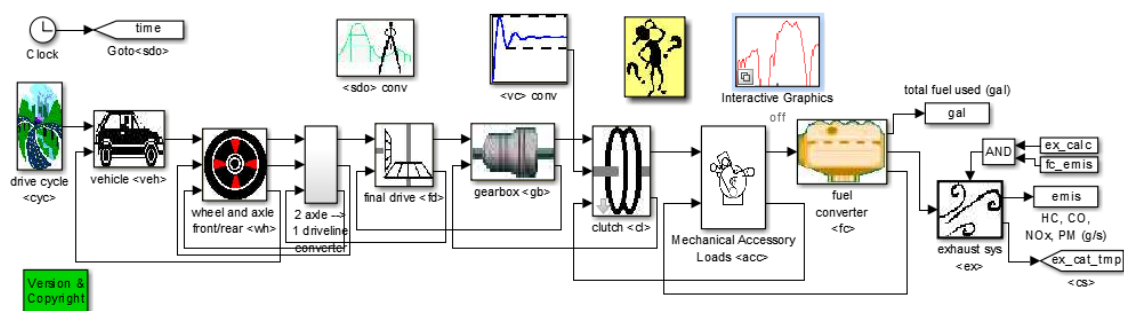 time
Clock
Goto<sdo>
<sdo> conv
<vc> conv
Interactive Graphics
off
total fuel used (gal)
gal
AND
ex_calc
fc_emis
drive cycle
<cyc>
vehicle <veh>
wheel and axle
front/rear <wh>
2 axle -->
1 driveline
converter
final drive <fd>
gearbox <gb>
clutch <cl>
Mechanical Accessory
Loads <acc>
fuel
converter
<fc>
exhaust sys
<ex>
emis
HC, CO,
NOx, PM (g/s)
ex_cat_tmp
<cs>
Version &
Copyright